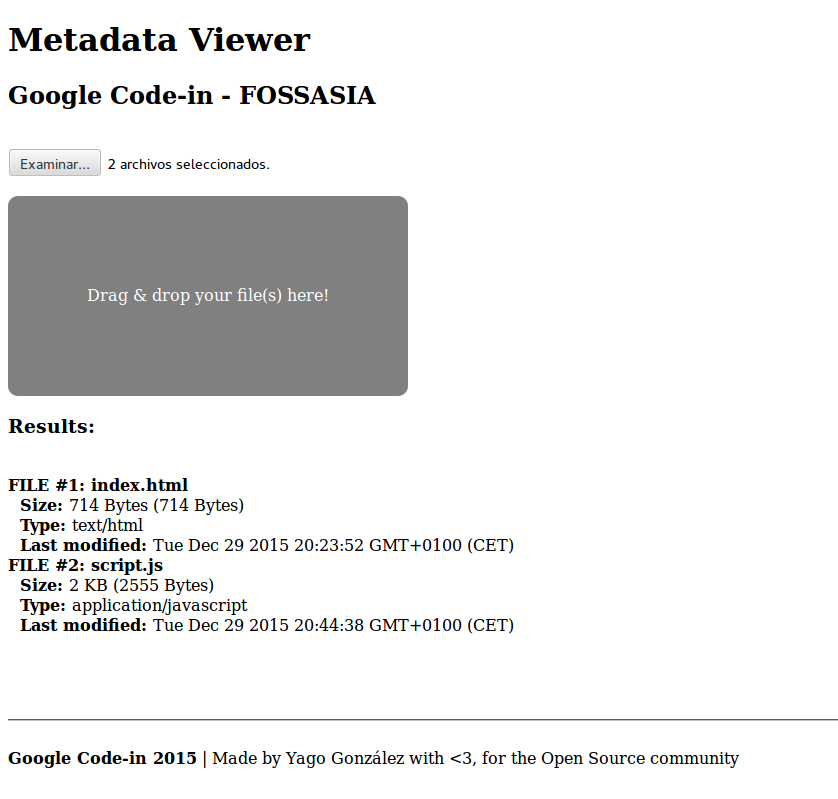 Metadata Viewer
Google Code-in - FOSSASIA
Examinar... 2 archivos seleccionados.
Drag & drop your file(s) here!
Results:
FILE #1: index.html
Size: 714 Bytes (714 Bytes)
Type: text/html
Last modified: Tue Dec 29 2015 20:23:52 GMT+0100 (CET)
FILE #2: script.js
Size: 2 KB (2555 Bytes)
Type: application/javascript
Last modified: Tue Dec 29 2015 20:44:38 GMT+0100 (CET)
Google Code-in 2015 | Made by Yago González with <3, for the Open Source community